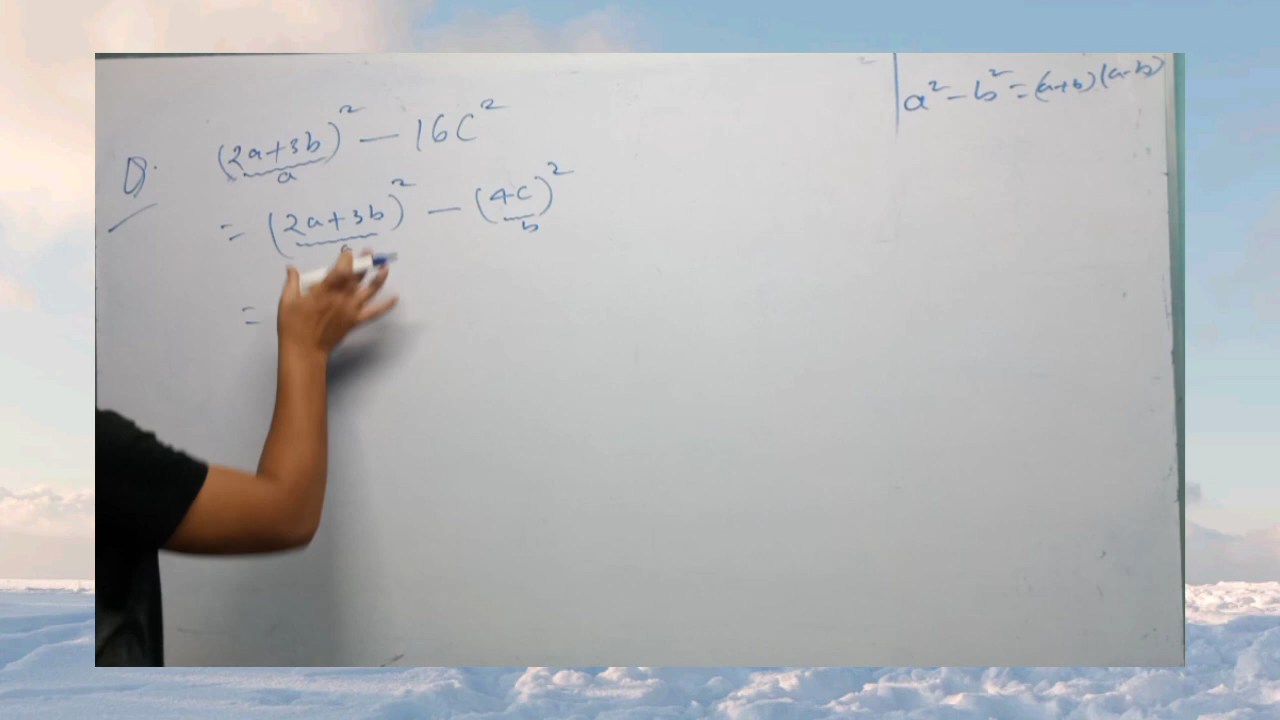 a² - b² = (a+b)(a-b)
Q. (2a+3b)² - 16C²
a
= (2a+3b)² - (4C)²
b
=